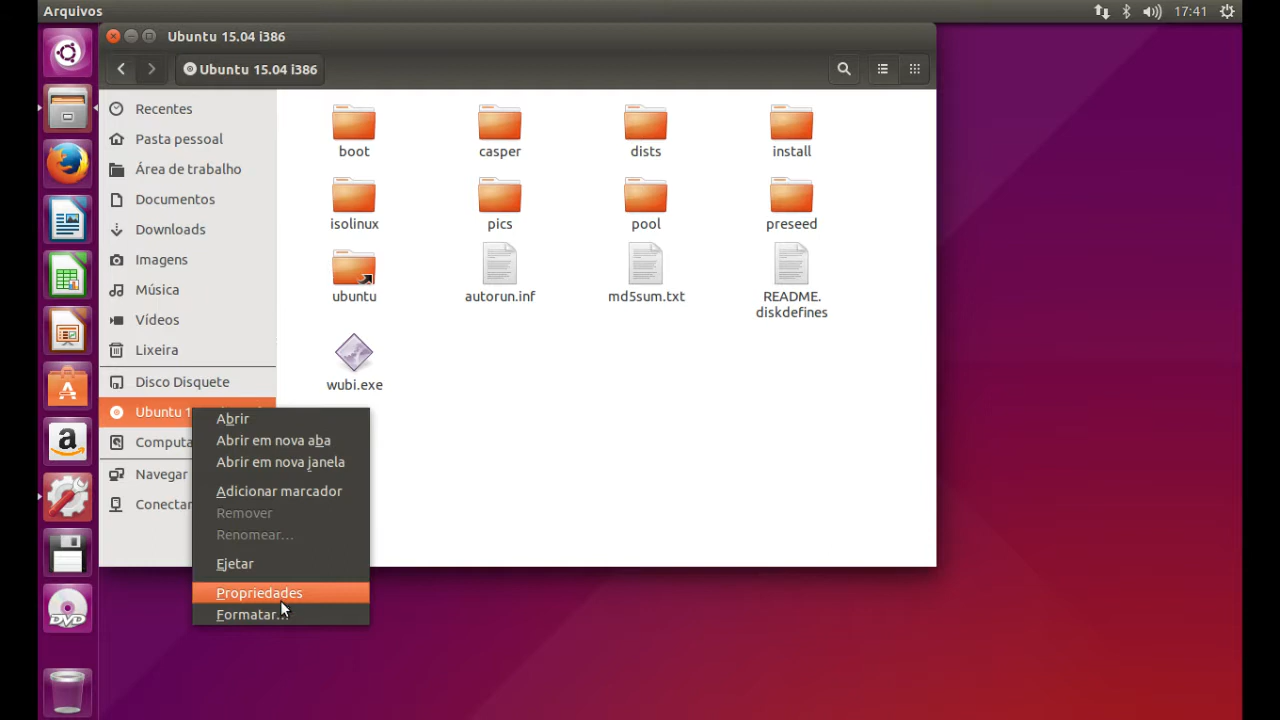 Arquivos
17:41
Ubuntu 15.04 i386
Ubuntu 15.04 i386
Recentes
Pasta pessoal
Área de trabalho
Documentos
Downloads
Imagens
Música
Vídeos
Lixeira
Disco Disquete
Ubuntu 1
Computa
Navegar
Conectar
boot
casper
dists
install
isolinux
pics
pool
preseed
ubuntu
autorun.inf
md5sum.txt
README.
diskdefines
wubi.exe
Abrir
Abrir em nova aba
Abrir em nova janela
Adicionar marcador
Remover
Renomear...
Ejetar
Propriedades
Formatar...
A
a
DVD